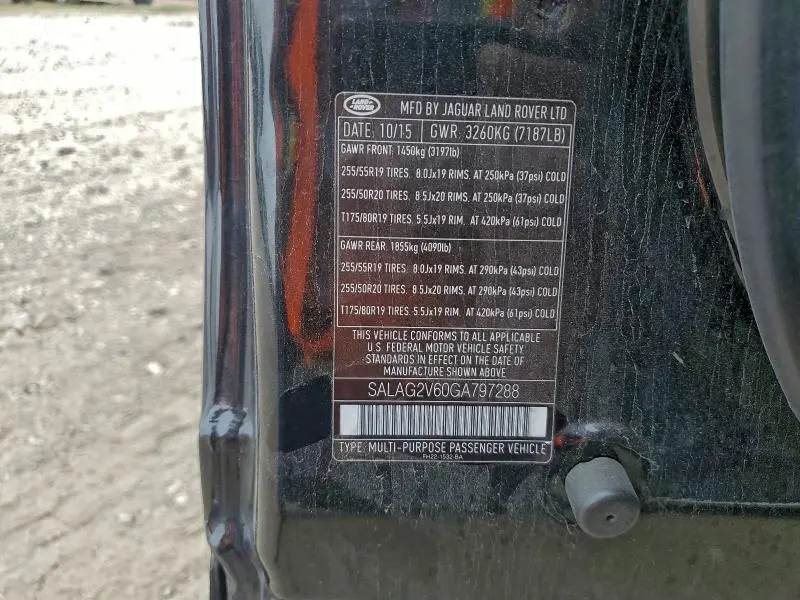 LAND ROVER
MFD BY JAGUAR LAND ROVER LTD
DATE: 10/15 GWR: 3260KG (7187LB)
GAWR FRONT: 1450kg (3197lb)
255/55R19 TIRES. 8.0Jx19 RIMS. AT 250kPa (37psi) COLD
255/50R20 TIRES. 8 5Jx20 RIMS. AT 250kPa (37psi) COLD
T175/80R19 TIRES. 5.5Jx19 RIM. AT 420kPa (61psi) COLD
GAWR REAR: 1855kg (4090lb)
255/55R19 TIRES. 8 0Jx19 RIMS. AT 290kPa (43psi) COLD
255/50R20 TIRES. 8 5Jx20 RIMS. AT 290kPa (43psi) COLD
T175/80R19 TIRES. 5.5Jx19 RIM. AT 420kPa (61psi) COLD
THIS VEHICLE CONFORMS TO ALL APPLICABLE
U.S. FEDERAL MOTOR VEHICLE SAFETY
STANDARDS IN EFFECT ON THE DATE OF
MANUFACTURE SHOWN ABOVE
SALAG2V60GA797288
TYPE: MULTI-PURPOSE PASSENGER VEHICLE
FH22-1532-BA